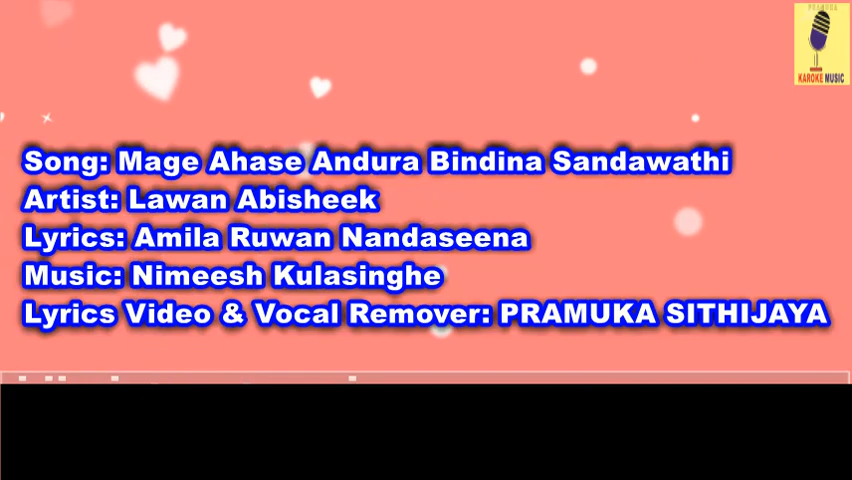 PRAMUKA
KAROKE MUSIC
Song: Mage Ahase Andura Bindina Sandawathi
Artist: Lawan Abisheek
Lyrics: Amila Ruwan Nandaseena
Music: Nimeesh Kulasinghe
Lyrics Video & Vocal Remover: PRAMUKA SITHIJAYA